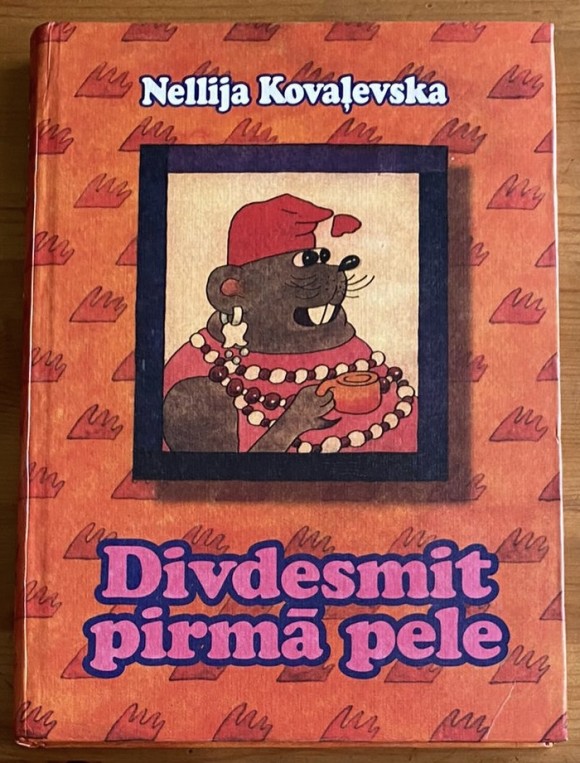 Nellija Kovaļevska
Divdesmit
pirmā pele